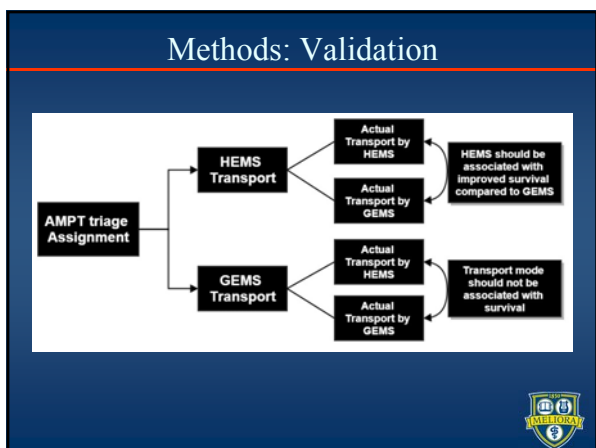 Methods: Validation
Actual
Transport by
HEMS
HEMS
Transport
HEMS should be
associated with
improved survival
compared to GEMS
Actual
Transport by
GEMS
AMPT triage
Assignment
Actual
Transport by
HEMS
GEMS
Transport
Transport mode
should not be
associated with
survival
Actual
Transport by
GEMS
1850
MELIORA